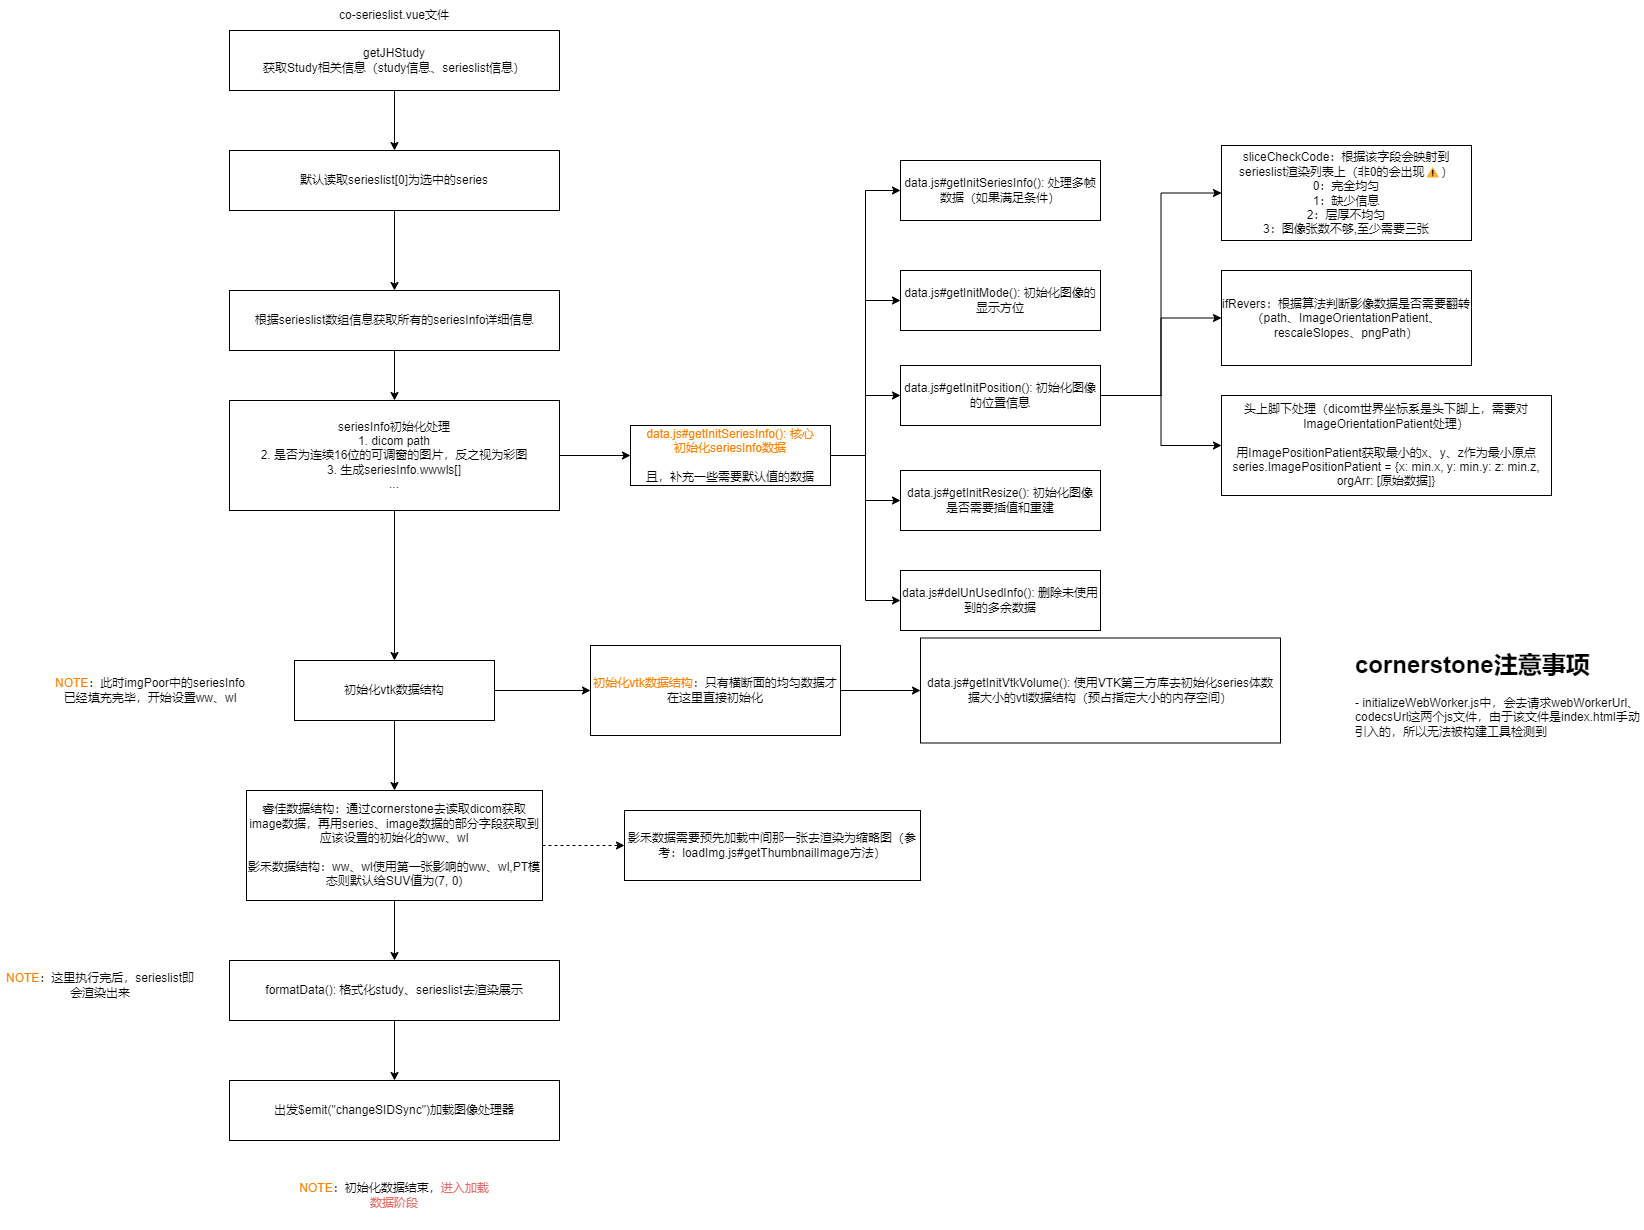 co-serieslist.vue文件
getJHStudy
获取Study相关信息（study信息、serieslist信息）
默认读取serieslist[0]为选中的series
根据serieslist数组信息获取所有的seriesInfo详细信息
seriesInfo初始化处理
1. dicom path
2. 是否为连续16位的可调窗的图片，反之视为彩图
3. 生成seriesInfo.wwwls[]
...
data.js#getInitSeriesInfo(): 核心
初始化seriesInfo数据
且，补充一些需要默认值的数据
data.js#getInitSeriesInfo(): 处理多帧
数据（如果满足条件）
data.js#getInitMode(): 初始化图像的
显示方位
data.js#getInitPosition(): 初始化图像
的位置信息
data.js#getInitResize(): 初始化图像
是否需要插值和重建
data.js#delUnUsedInfo(): 删除未使用
到的多余数据
sliceCheckCode：根据该字段会映射到
serieslist渲染列表上（非0的会出现⚠️）
0：完全均匀
1：缺少信息
2：层厚不均匀
3：图像张数不够,至少需要三张
ifRevers：根据算法判断影像数据是否需要翻转
（path、ImageOrientationPatient、
rescaleSlopes、pngPath）
头上脚下处理（dicom世界坐标系是头下脚上，需要对
ImageOrientationPatient处理）
用ImagePositionPatient获取最小的x、y、z作为最小原点
series.ImagePositionPatient = {x: min.x, y: min.y: z: min.z,
orgArr: [原始数据]}
NOTE：此时imgPoor中的seriesInfo
已经填充完毕，开始设置ww、wl
初始化vtk数据结构
初始化vtk数据结构：只有横断面的均匀数据才
在这里直接初始化
data.js#getInitVtkVolume(): 使用VTK第三方库去初始化series体数
据大小的vtl数据结构（预占指定大小的内存空间）
cornerstone注意事项
- initializeWebWorker.js中，会去请求webWorkerUrl、
codecsUrl这两个js文件，由于该文件是index.html手动
引入的，所以无法被构建工具检测到
睿佳数据结构：通过cornerstone去读取dicom获取
image数据，再用series、image数据的部分字段获取到
应该设置的初始化的ww、wl
影禾数据结构：ww、wl使用第一张影响的ww、wl,PT模
态则默认给SUV值为(7, 0)
影禾数据需要预先加载中间那一张去渲染为缩略图（参
考：loadImg.js#getThumbnailImage方法）
NOTE：这里执行完后，serieslist即
会渲染出来
formatData(): 格式化study、serieslist去渲染展示
出发$emit("changeSIDSync")加载图像处理器
NOTE：初始化数据结束，进入加载
数据阶段